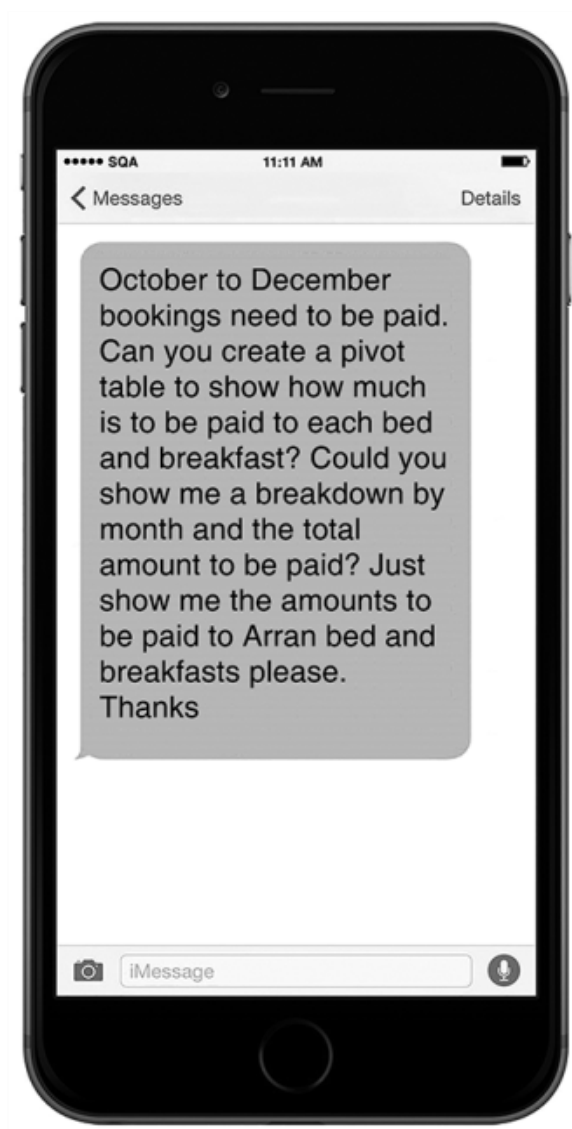 ●●●●● SQA 11:11 AM
Messages Details
October to December
bookings need to be paid.
Can you create a pivot
table to show how much
is to be paid to each bed
and breakfast? Could you
show me a breakdown by
month and the total
amount to be paid? Just
show me the amounts to
be paid to Arran bed and
breakfasts please.
Thanks
iMessage